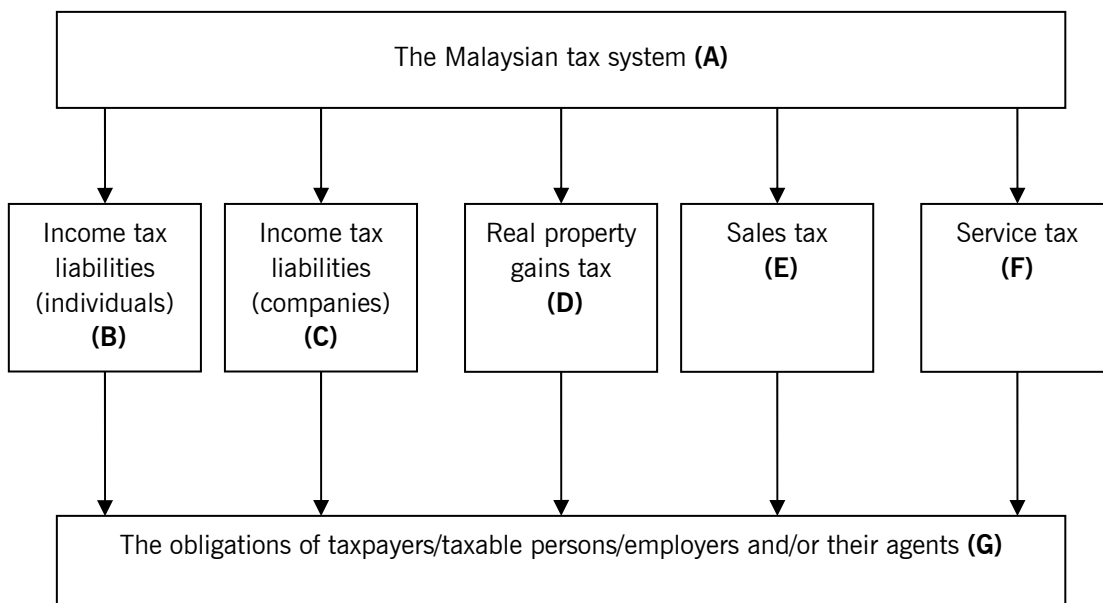 The Malaysian tax system (A)
Income tax
liabilities
(individuals)
(B)
Income tax
liabilities
(companies)
(C)
Real property
gains tax
(D)
Sales tax
(E)
Service tax
(F)
The obligations of taxpayers/taxable persons/employers and/or their agents (G)